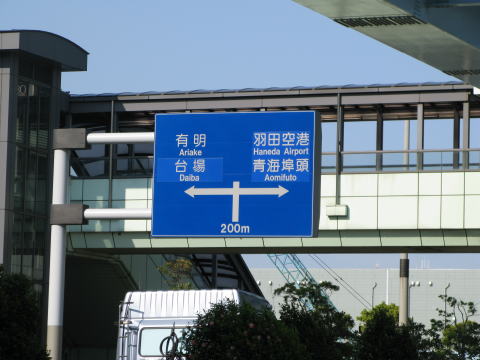 有明
Ariake
台場
Daiba
羽田空港
Haneda Airport
青海埠頭
Aomifuto
200m